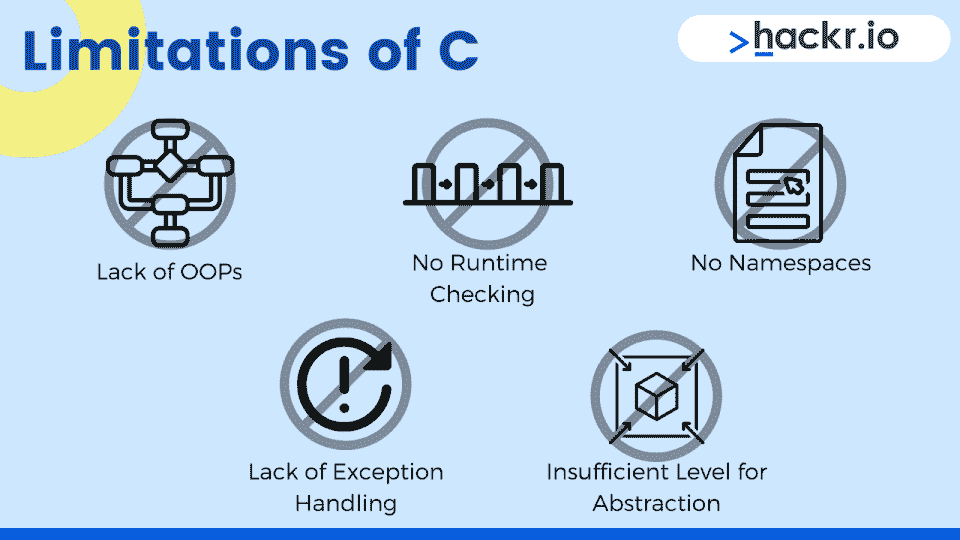 Limitations of C
>hackr.io
Lack of OOPs
No Runtime
Checking
No Namespaces
Lack of Exception
Handling
Insufficient Level for
Abstraction